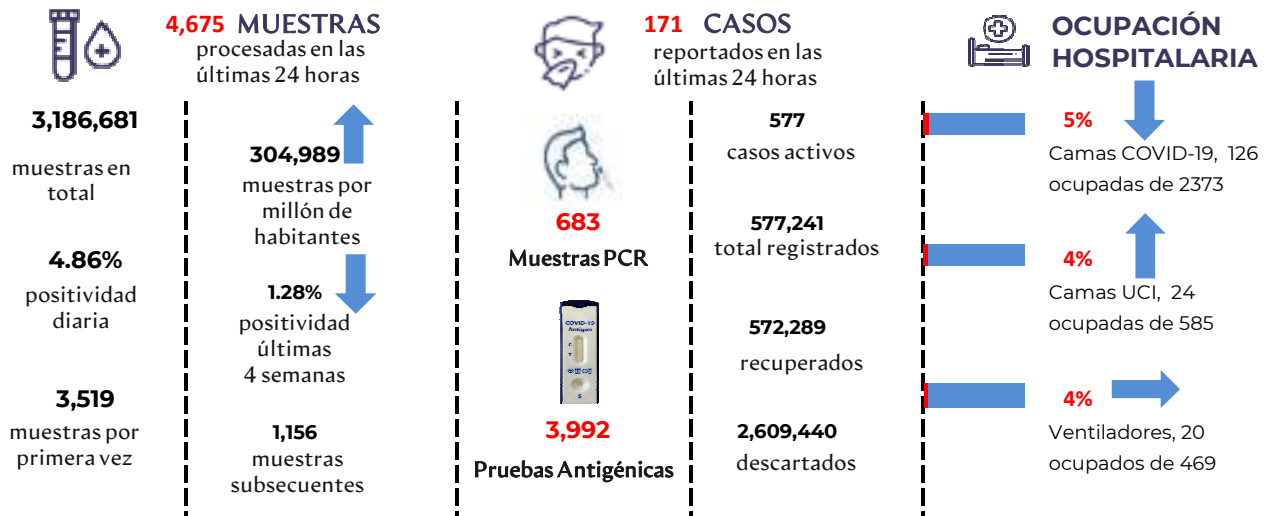 4,675 MUESTRAS
procesadas en las
últimas 24 horas
3,186,681
muestras en
total
4.86%
positividad
diaria
3,519
muestras por
primera vez
304,989
muestras por
millón de
habitantes
1.28%
positividad
últimas
4 semanas
1,156
muestras
subsecuentes
171 CASOS
reportados en las
últimas 24 horas
683
Muestras PCR
COVID-19
Antigen
C
T
S
3,992
Pruebas Antigénicas
577
casos activos
577,241
total registrados
572,289
recuperados
2,609,440
descartados
OCUPACIÓN
HOSPITALARIA
5%
Camas COVID-19, 126
ocupadas de 2373
4%
Camas UCI, 24
ocupadas de 585
4%
Ventiladores, 20
ocupados de 469